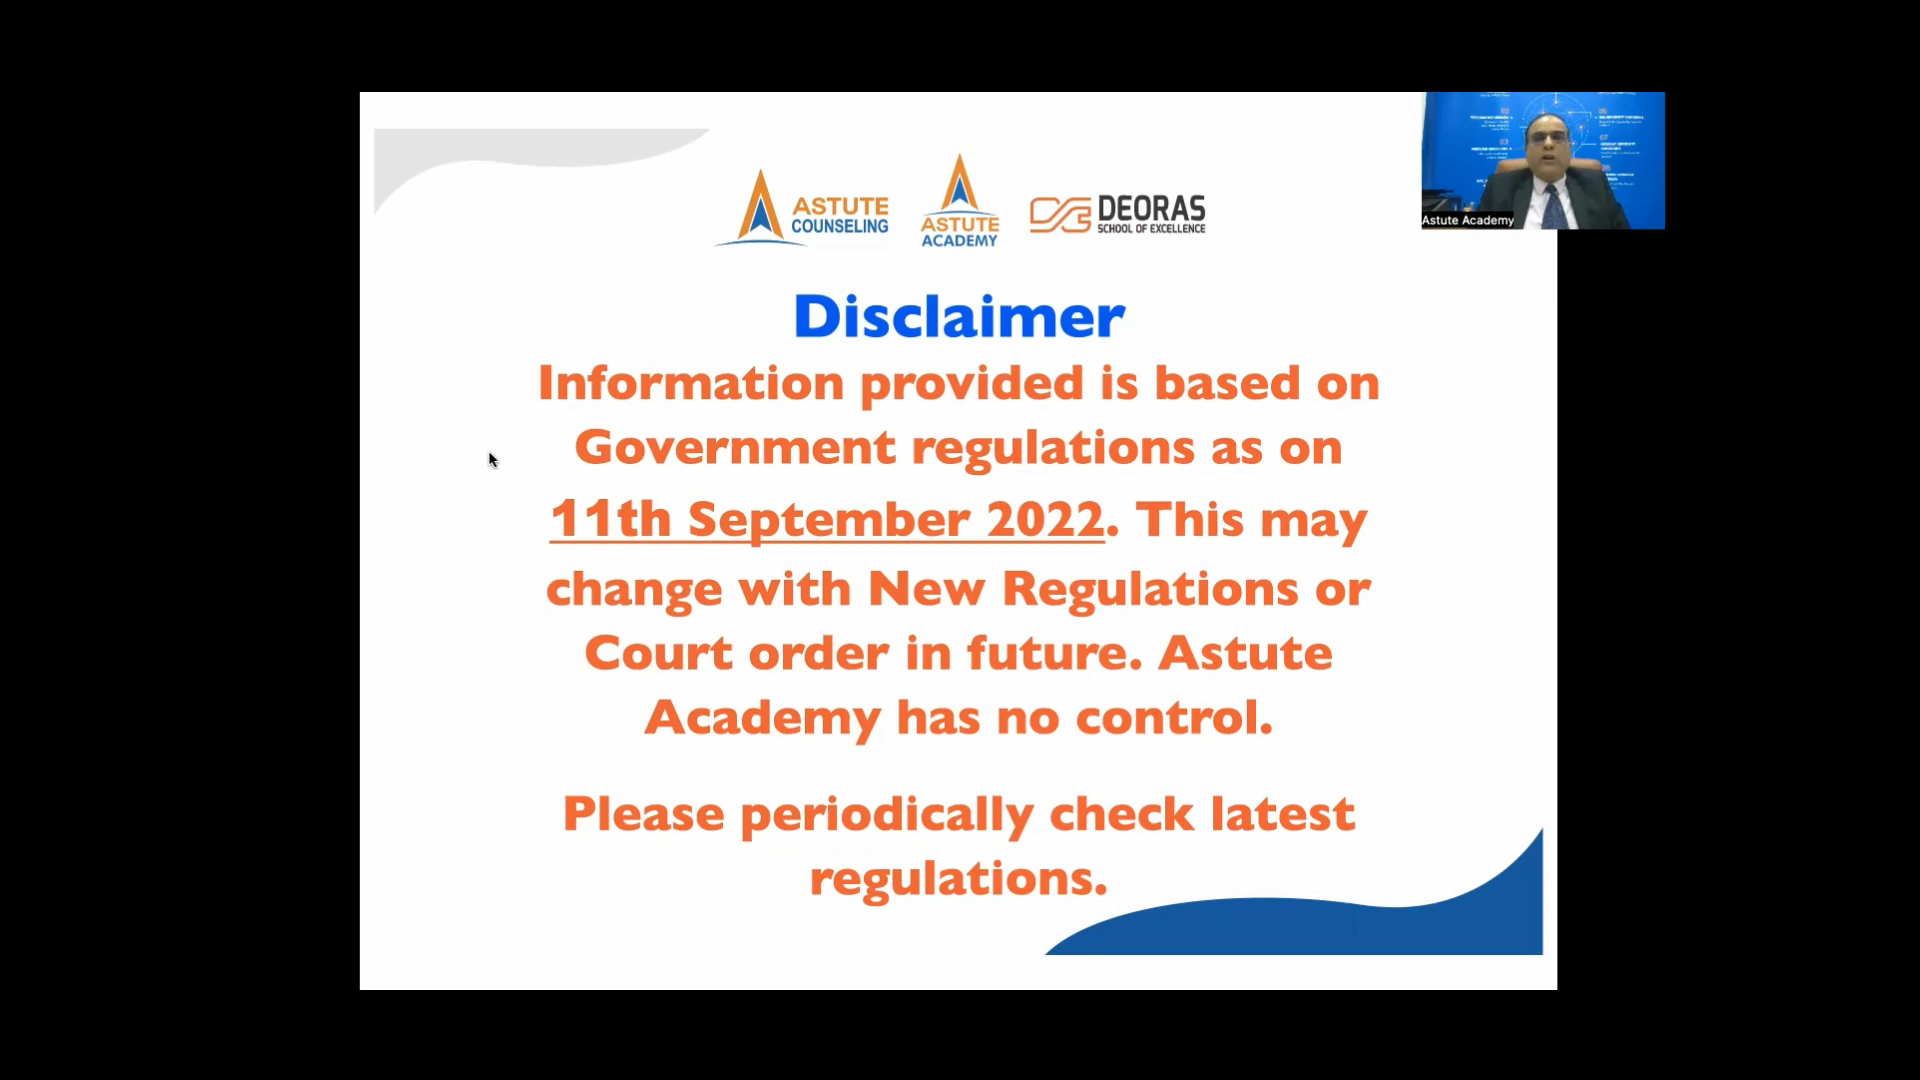 ASTUTE
COUNSELING
ASTUTE
ACADEMY
DEORAS
SCHOOL OF EXCELLENCE
Astute Academy
Disclaimer
Information provided is based on
Government regulations as on
11th September 2022. This may
change with New Regulations or
Court order in future. Astute
Academy has no control.
Please periodically check latest
regulations.